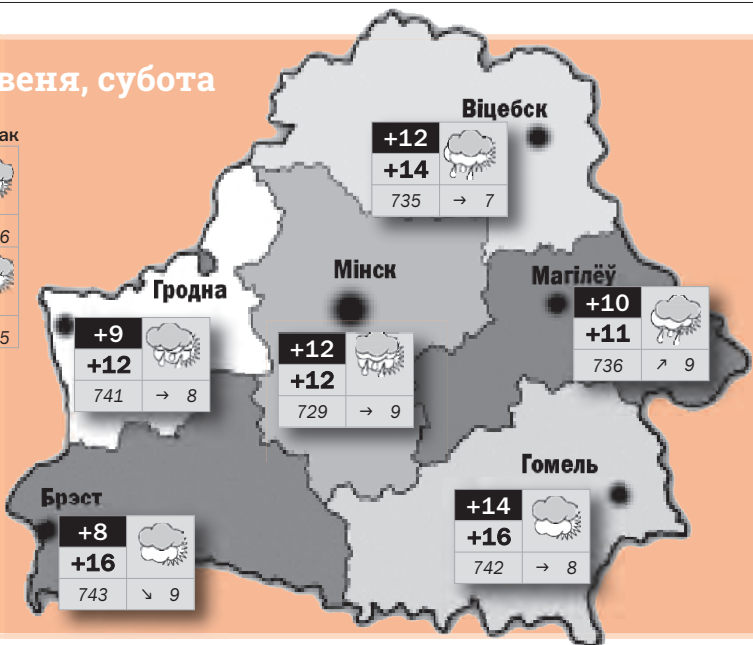 веня, субота
ак
6
5
Віцебск
+12
+14
735 → 7
Мінск
+12
+12
729 → 9
Магілёў
+10
+11
736 ↗ 9
Гродна
+9
+12
741 → 8
Гомель
+14
+16
742 → 8
Брэст
+8
+16
743 ↘ 9